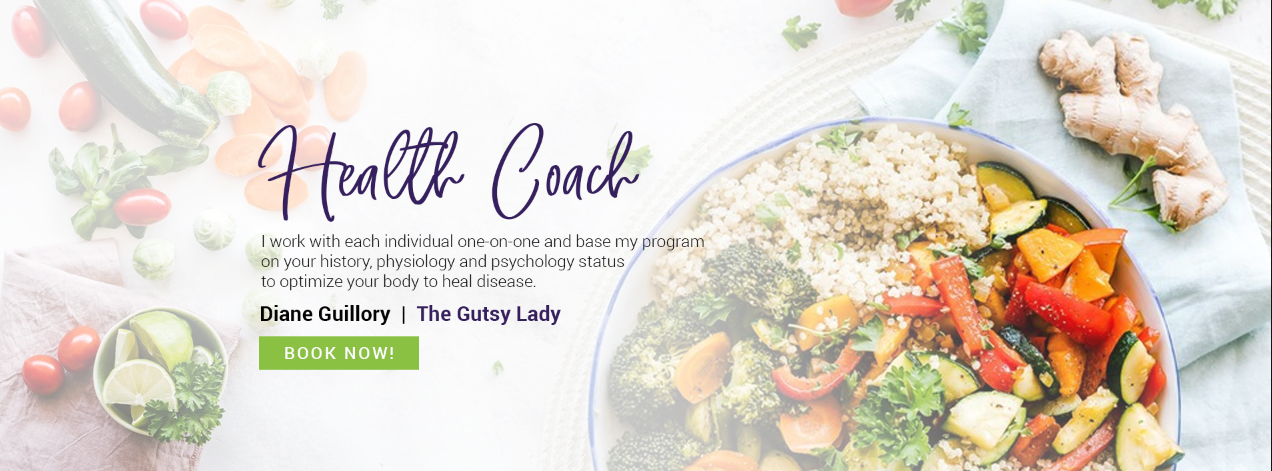 Health Coach
I work with each individual one-on-one and base my program
on your history, physiology and psychology status
to optimize your body to heal disease.
Diane Guillory | The Gutsy Lady
BOOK NOW!